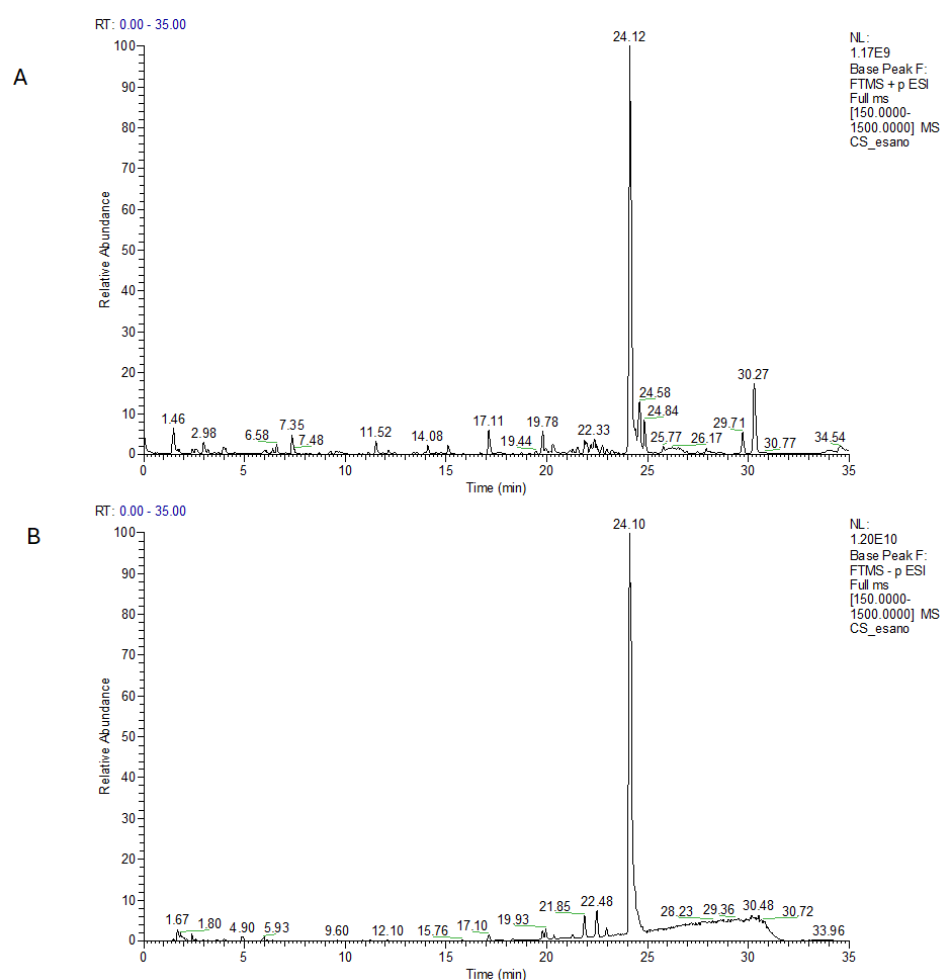 RT: 0.00 - 35.00
A
NL:
1.17E9
Base Peak F:
FTMS + p ESI
Full ms
[150.0000-
1500.0000] MS
CS_esano
Relative Abundance
100
90
80
70
60
50
40
30
20
10
0
24.12
30.27
24.58
24.84
1.46
2.98
6.58
7.35
7.48
11.52
14.08
17.11
19.44
19.78
22.33
25.77
26.17
29.71
30.77
34.54
0 5 10 15 20 25 30 35
Time (min)
RT: 0.00 - 35.00
B
NL:
1.20E10
Base Peak F:
FTMS - p ESI
Full ms
[150.0000-
1500.0000] MS
CS_esano
Relative Abundance
100
90
80
70
60
50
40
30
20
10
0
24.10
1.67
1.80
4.90
5.93
9.60
12.10
15.76
17.10
19.93
21.85
22.48
28.23
29.36
30.48
30.72
33.96
0 5 10 15 20 25 30 35
Time (min)